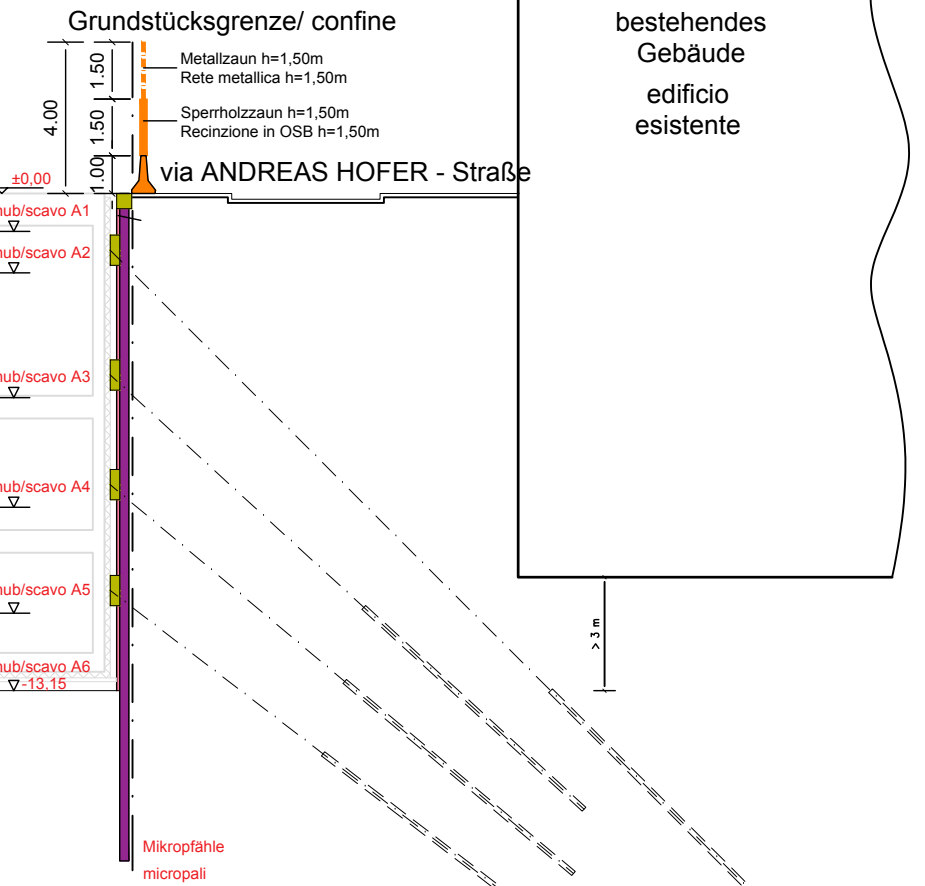 Grundstücksgrenze/ confine
bestehendes
Gebäude
edificio
esistente
4.00
1.50
1.50
1.00
Metallzaun h=1,50m
Rete metallica h=1,50m
Sperrholzzaun h=1,50m
Recinzione in OSB h=1,50m
via ANDREAS HOFER - Straße
±0,00
hub/scavo A1
hub/scavo A2
hub/scavo A3
hub/scavo A4
hub/scavo A5
hub/scavo A6
-13,15
> 3 m
Mikropfähle
micropali